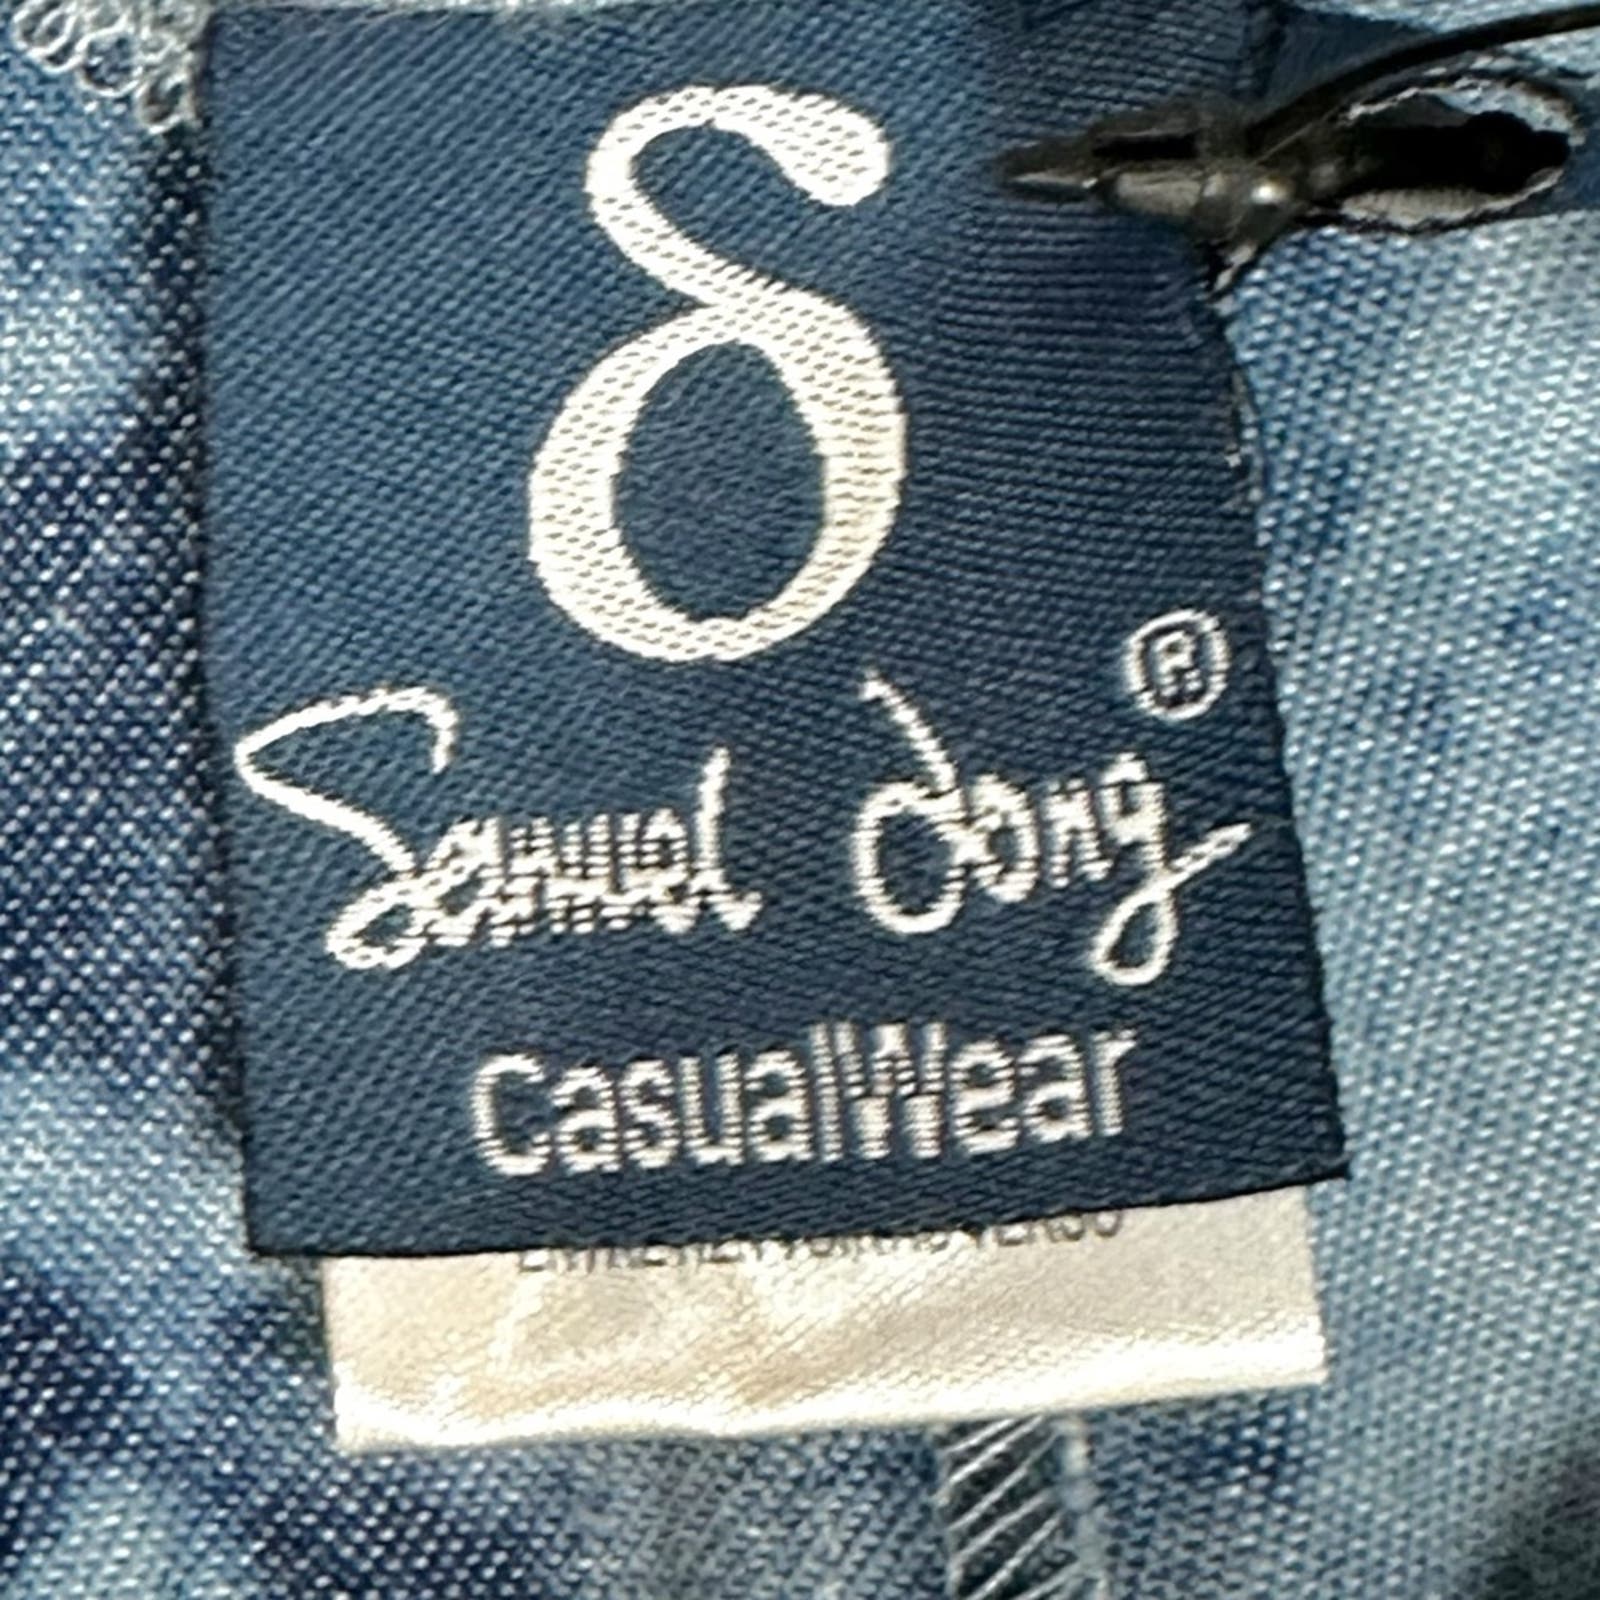 δ
Samuel Dong ®
CasualWear